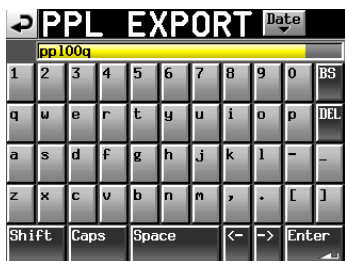 PPL EXPORT Date
ppl00q
1 2 3 4 5 6 7 8 9 0 BS
q w e r t y u i o p DEL
a s d f g h j k l - _
z x c v b n m , . [ ]
Shift Caps Space <- -> Enter